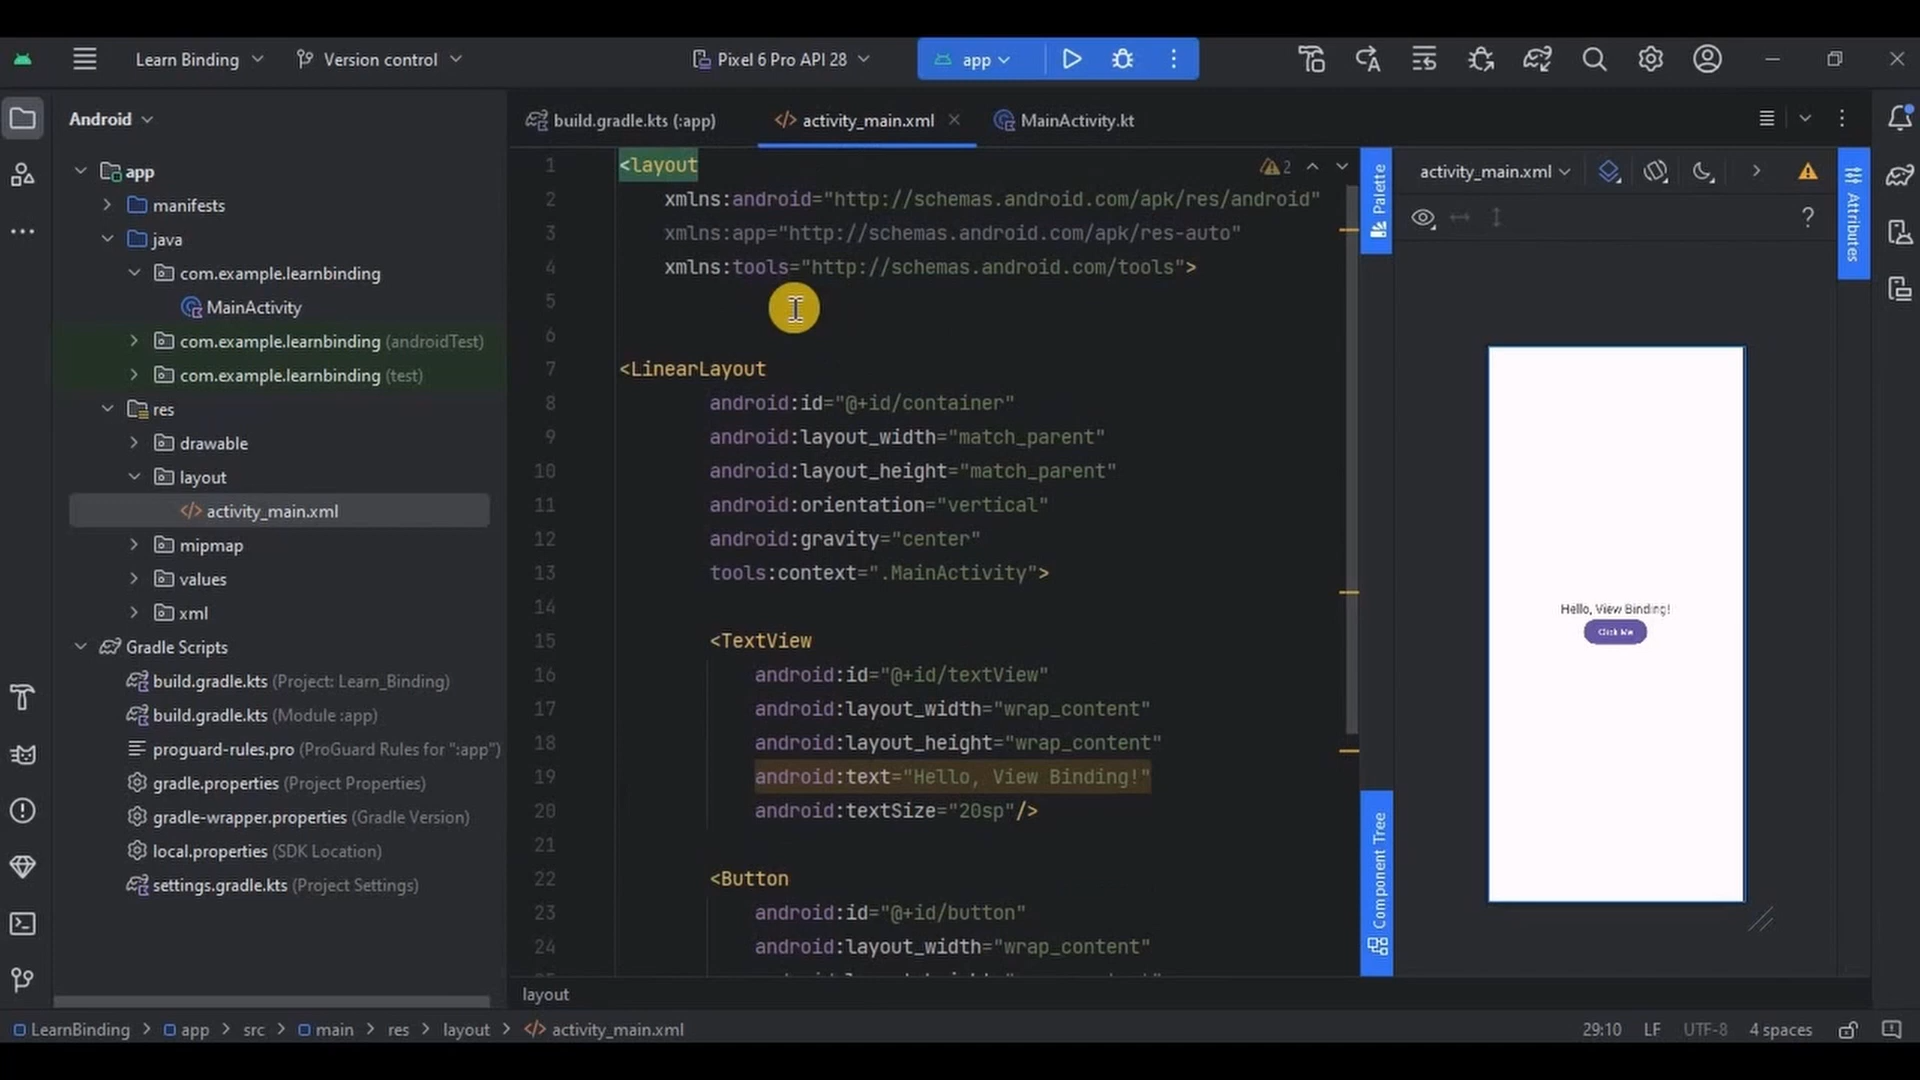 Learn Binding
Version control
Pixel 6 Pro API 28
app
Android
app
manifests
java
com.example.learnbinding
MainActivity
com.example.learnbinding (androidTest)
com.example.learnbinding (test)
res
drawable
layout
activity_main.xml
mipmap
values
xml
Gradle Scripts
build.gradle.kts (Project: Learn_Binding)
build.gradle.kts (Module :app)
proguard-rules.pro (ProGuard Rules for ":app")
gradle.properties (Project Properties)
gradle-wrapper.properties (Gradle Version)
local.properties (SDK Location)
settings.gradle.kts (Project Settings)
build.gradle.kts (:app)
activity_main.xml
MainActivity.kt
2
1 <layout
2 xmlns:android="http://schemas.android.com/apk/res/android"
3 xmlns:app="http://schemas.android.com/apk/res-auto"
4 xmlns:tools="http://schemas.android.com/tools">
5
6
7 <LinearLayout
8 android:id="@+id/container"
9 android:layout_width="match_parent"
10 android:layout_height="match_parent"
11 android:orientation="vertical"
12 android:gravity="center"
13 tools:context=".MainActivity">
14
15 <TextView
16 android:id="@+id/textView"
17 android:layout_width="wrap_content"
18 android:layout_height="wrap_content"
19 android:text="Hello, View Binding!"
20 android:textSize="20sp"/>
21
22 <Button
23 android:id="@+id/button"
24 android:layout_width="wrap_content"
layout
Palette
Component Tree
activity_main.xml
?
Attributes
Hello, View Binding!
Click Me
LearnBinding > app > src > main > res > layout > activity_main.xml
29:10 LF UTF-8 4 spaces